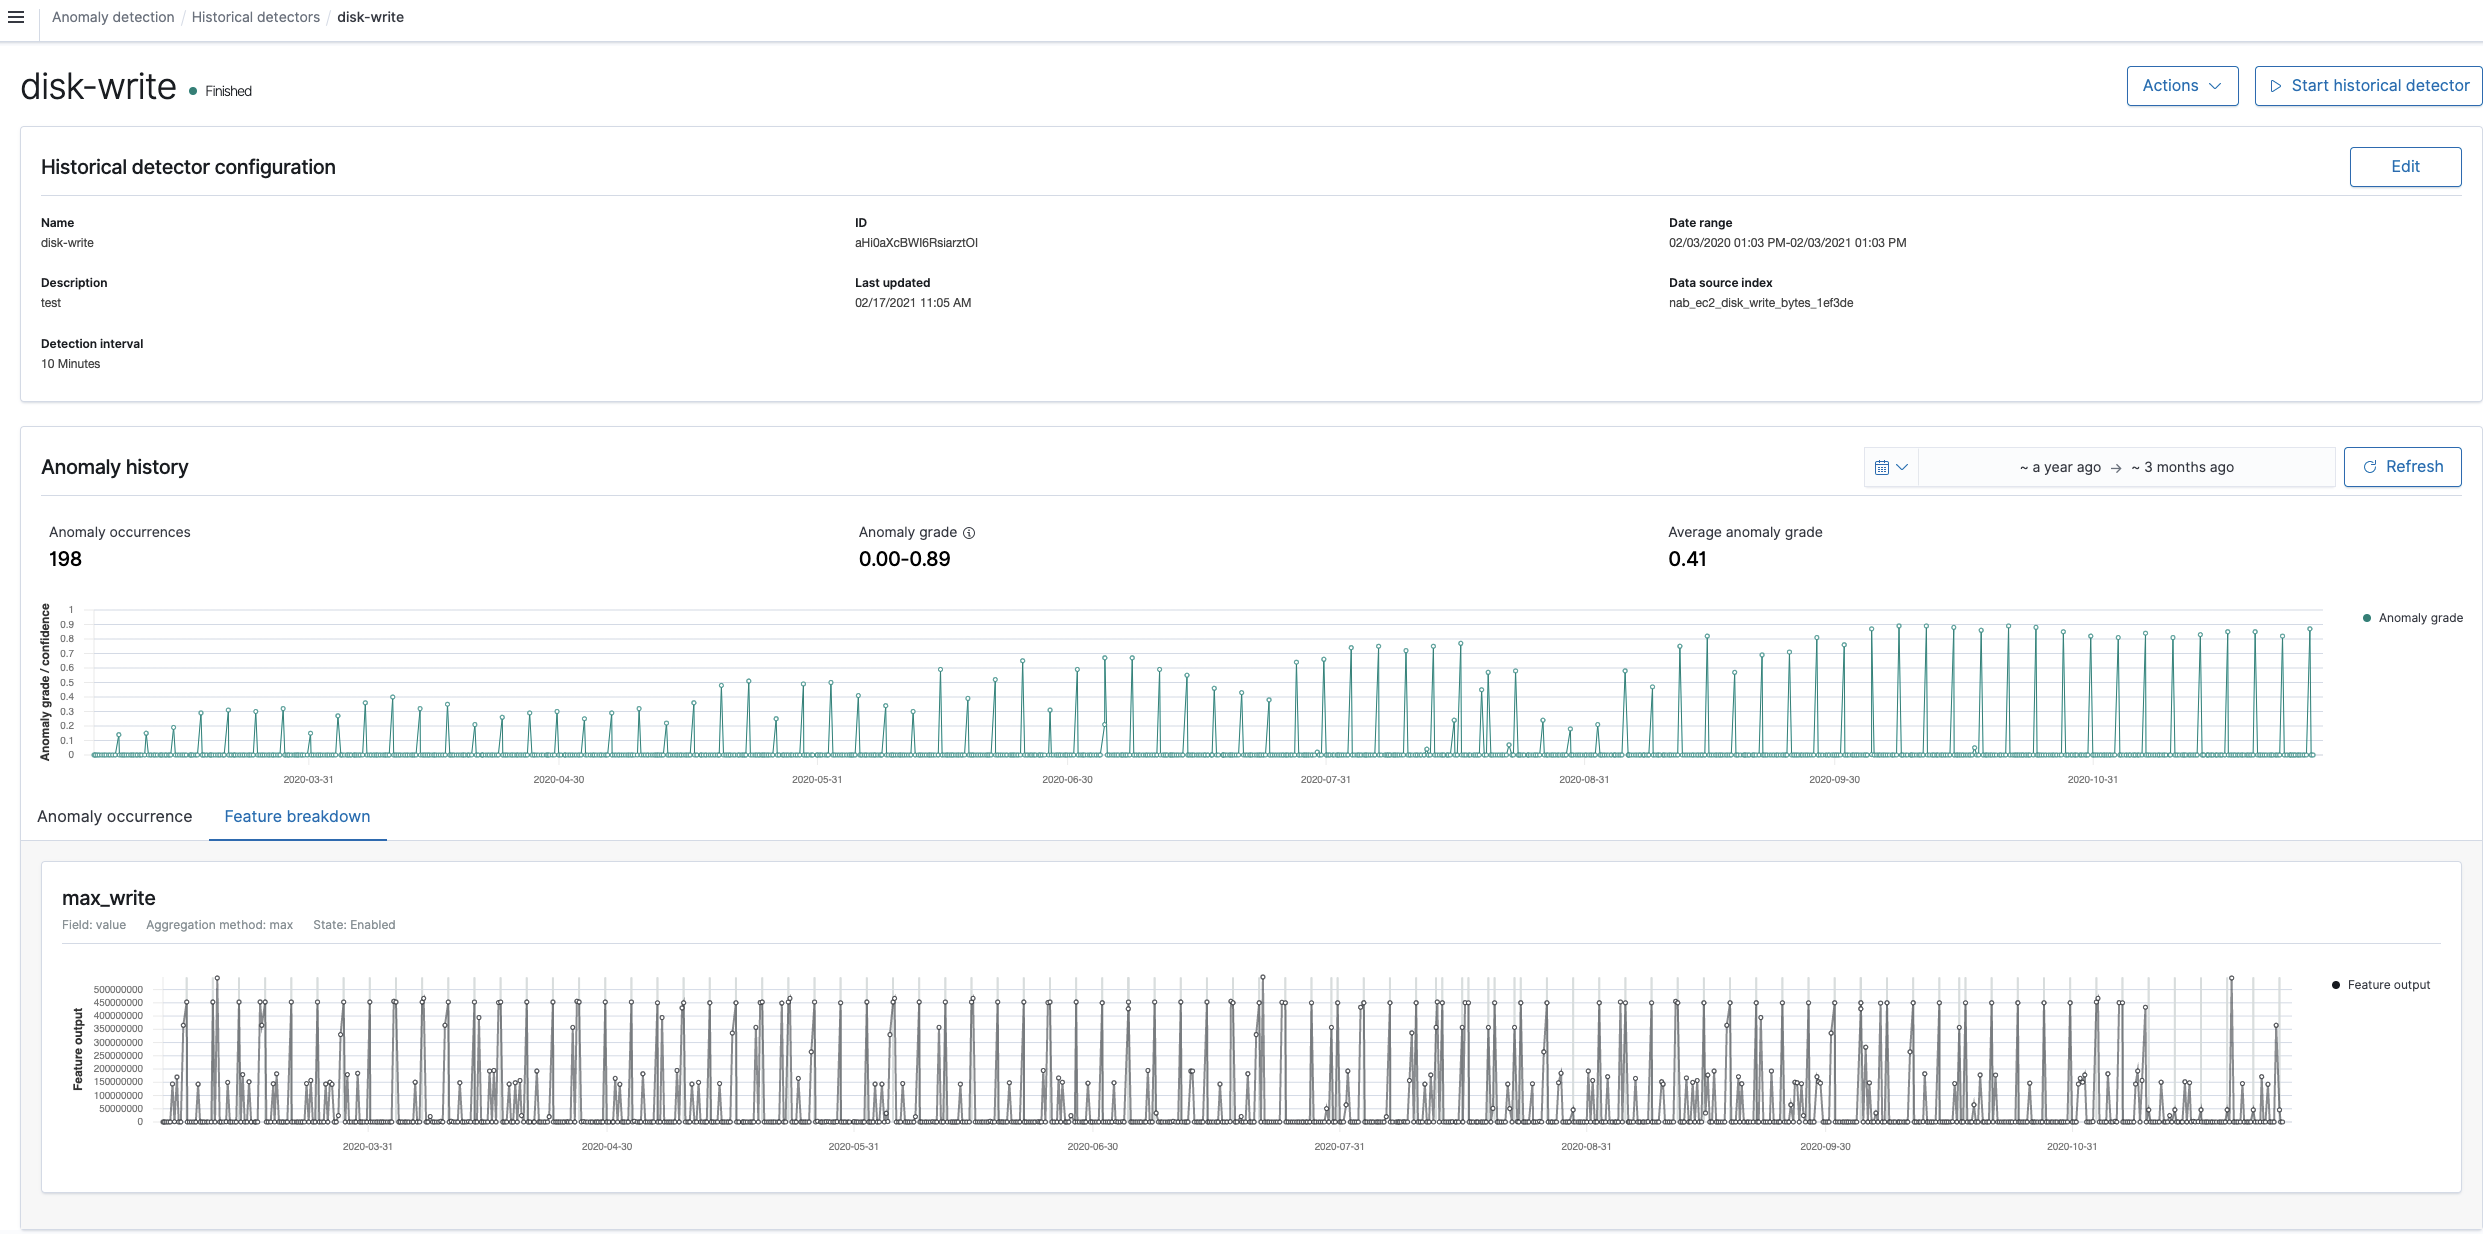 Anomaly detection / Historical detectors / disk-write
disk-write Finished
Actions
Start historical detector
Historical detector configuration
Edit
Name
disk-write
ID
aHi0aXcBWI6RsiarztOI
Date range
02/03/2020 01:03 PM-02/03/2021 01:03 PM
Description
test
Last updated
02/17/2021 11:05 AM
Data source index
nab_ec2_disk_write_bytes_1ef3de
Detection interval
10 Minutes
Anomaly history
~ a year ago → ~ 3 months ago
Refresh
Anomaly occurrences
198
Anomaly grade
0.00-0.89
Average anomaly grade
0.41
Anomaly grade / confidence
1
0.9
0.8
0.7
0.6
0.5
0.4
0.3
0.2
0.1
0
2020-03-31 2020-04-30 2020-05-31 2020-06-30 2020-07-31 2020-08-31 2020-09-30 2020-10-31
Anomaly grade
Anomaly occurrence
Feature breakdown
max_write
Field: value Aggregation method: max State: Enabled
Feature output
500000000
450000000
400000000
350000000
300000000
250000000
200000000
150000000
100000000
50000000
0
2020-03-31 2020-04-30 2020-05-31 2020-06-30 2020-07-31 2020-08-31 2020-09-30 2020-10-31
Feature output